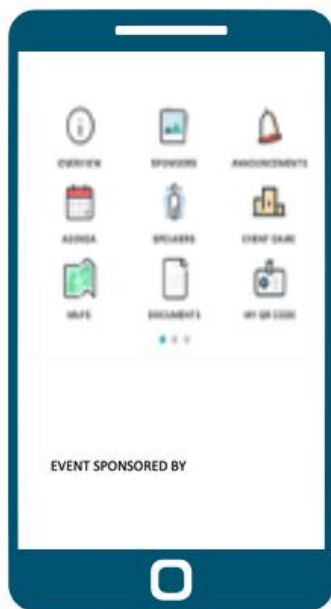 OVERVIEW SPONSORS ANNOUNCEMENTS
AGENDA SPEAKERS EVENT GAME
MAPS DOCUMENTS MY QR CODE
EVENT SPONSORED BY